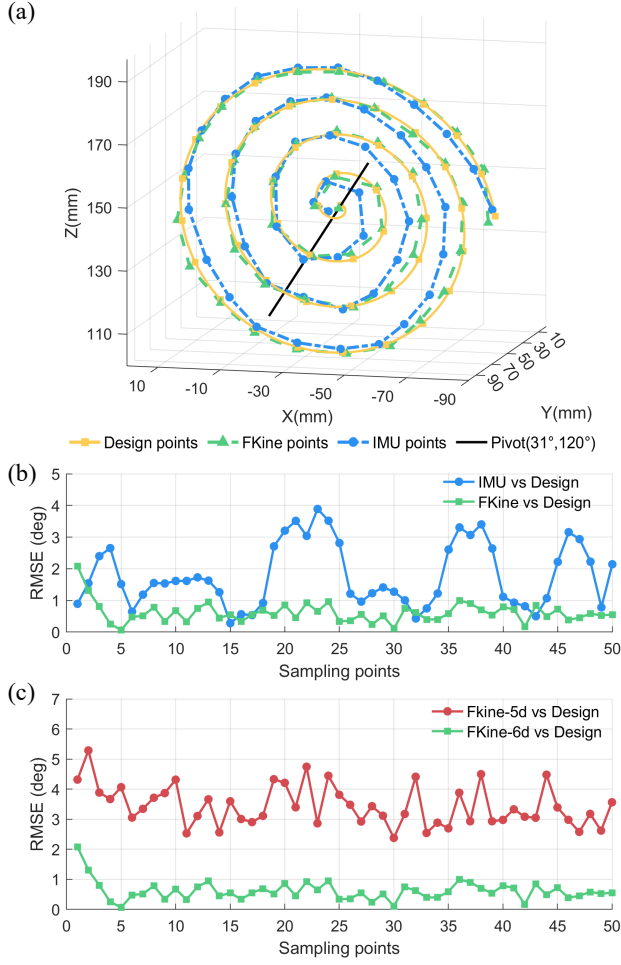 (a)
190
170
150
130
110
Z(mm)
10
-10
-30
-50
-70
-90
X(mm)
10
30
50
70
90
Y(mm)
Design points
FKine points
IMU points
Pivot(31°,120°)
(b)
5
4
3
2
1
0
RMSE (deg)
IMU vs Design
FKine vs Design
0 5 10 15 20 25 30 35 40 45 50
Sampling points
(c)
7
6
5
4
3
2
1
0
RMSE (deg)
Fkine-5d vs Design
FKine-6d vs Design
0 5 10 15 20 25 30 35 40 45 50
Sampling points